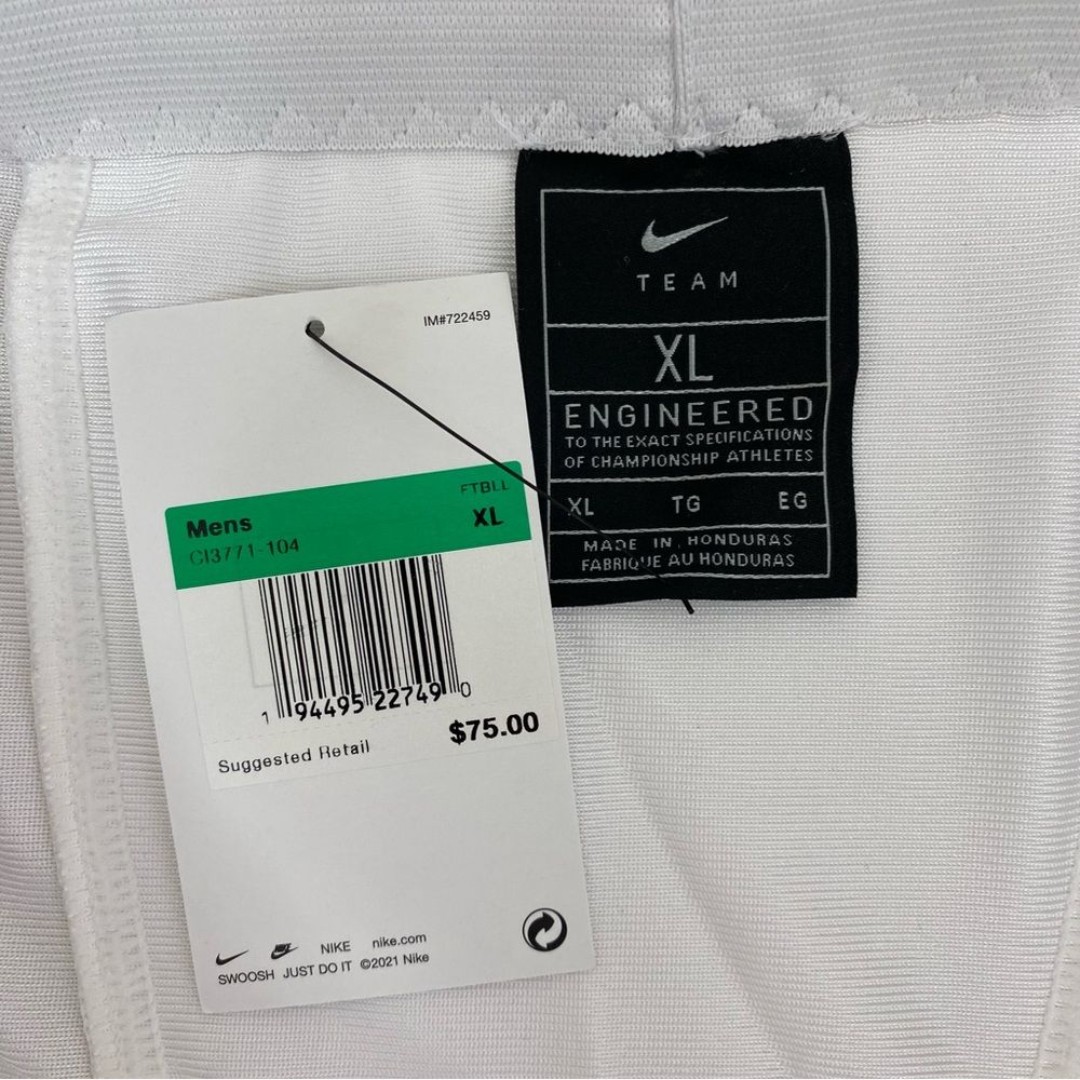 IM#722459
FTBLL
Mens XL
CI3771-104
1 94495 22749 0
$75.00
Suggested Retail
NIKE nike.com
SWOOSH JUST DO IT ©2021 Nike
TEAM
XL
ENGINEERED
TO THE EXACT SPECIFICATIONS
OF CHAMPIONSHIP ATHLETES
XL TG EG
MADE IN HONDURAS
FABRIQUE AU HONDURAS